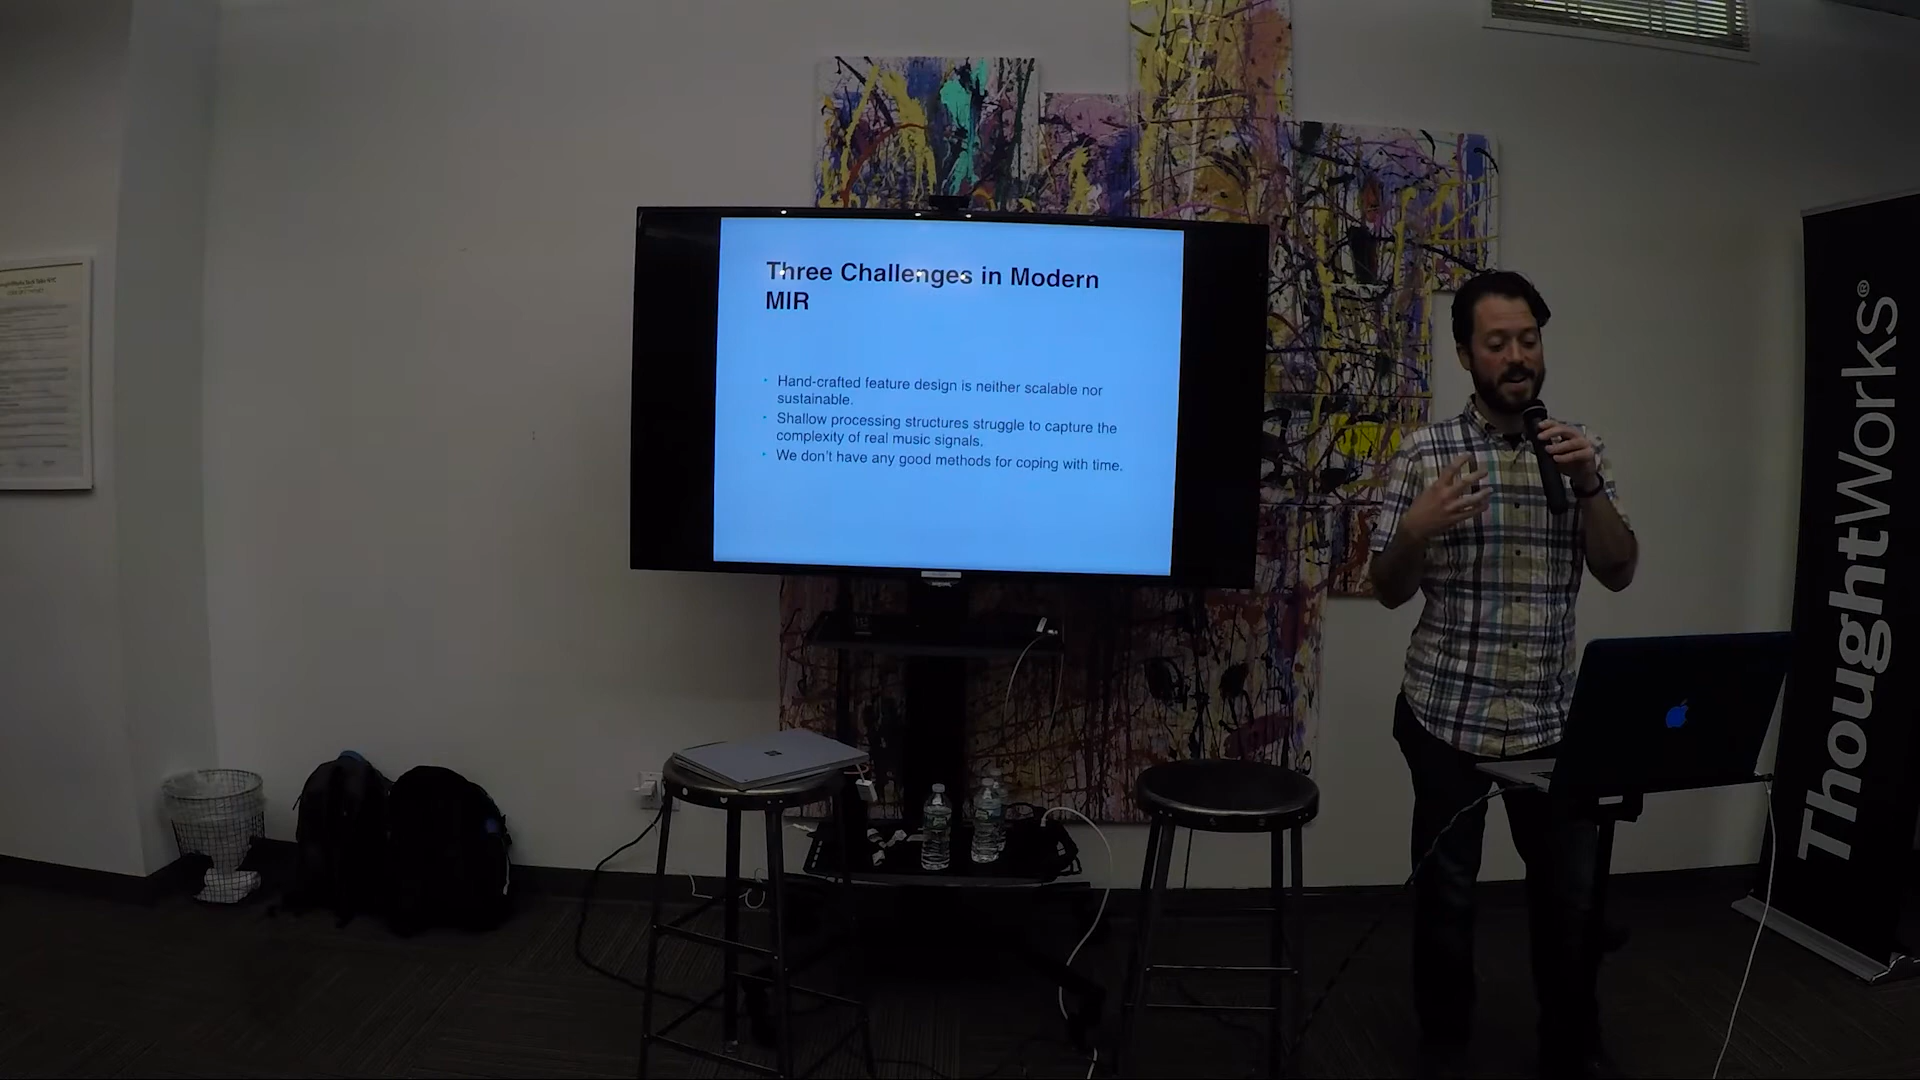 Three Challenges in Modern
MIR
Hand-crafted feature design is neither scalable nor
sustainable.
Shallow processing structures struggle to capture the
complexity of real music signals.
We don't have any good methods for coping with time.
ThoughtWorks®